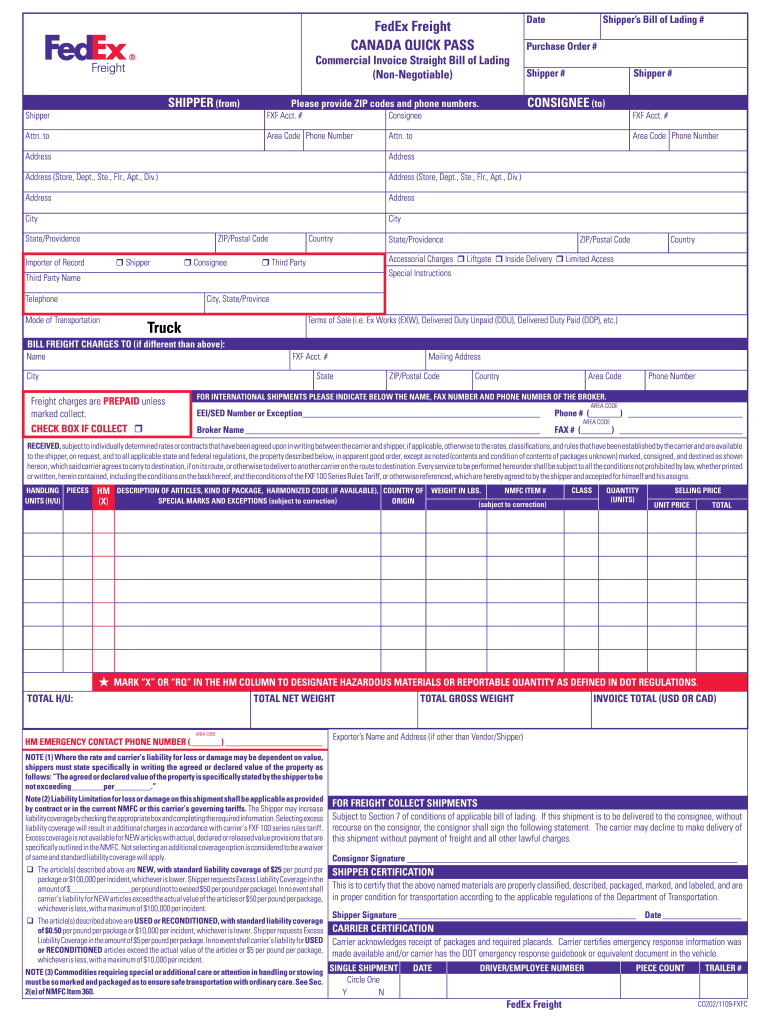 FedEx®
Freight
FedEx Freight
CANADA QUICK PASS
Commercial Invoice Straight Bill of Lading
(Non-Negotiable)
Date
Shipper's Bill of Lading #
Purchase Order #
Shipper #
Shipper #
SHIPPER (from)
Please provide ZIP codes and phone numbers.
CONSIGNEE (to)
Shipper
FXF Acct. #
Consignee
FXF Acct. #
Attn. to
Area Code
Phone Number
Attn. to
Area Code
Phone Number
Address
Address
Address (Store, Dept., Ste., Flr., Apt., Div.)
Address (Store, Dept., Ste., Flr., Apt., Div.)
Address
Address
City
City
State/Providence
ZIP/Postal Code
Country
State/Providence
ZIP/Postal Code
Country
Importer of Record ❒ Shipper ❒ Consignee ❒ Third Party
Accessorial Charges ❒ Liftgate ❒ Inside Delivery ❒ Limited Access
Third Party Name
Special Instructions
Telephone
City, State/Province
Mode of Transportation
Truck
Terms of Sale (i.e. Ex Works (EXW), Delivered Duty Unpaid (DDU), Delivered Duty Paid (DDP), etc.)
BILL FREIGHT CHARGES TO (if different than above):
Name
FXF Acct. #
Mailing Address
City
State
ZIP/Postal Code
Country
Area Code
Phone Number
Freight charges are PREPAID unless
marked collect.
CHECK BOX IF COLLECT ❒
FOR INTERNATIONAL SHIPMENTS PLEASE INDICATE BELOW THE NAME, FAX NUMBER AND PHONE NUMBER OF THE BROKER.
AREA CODE
EEI/SED Number or Exception____ Phone # (____) ____
AREA CODE
Broker Name____ FAX # (____) ____
RECEIVED, subject to individually determined rates or contracts that have been agreed upon in writing between the carrier and shipper, if applicable, otherwise to the rates, classifications, and rules that have been established by the carrier and are available
to the shipper, on request, and to all applicable state and federal regulations, the property described below, in apparent good order, except as noted (contents and condition of contents of packages unknown) marked, consigned, and destined as shown
hereon, which said carrier agrees to carry to destination, if on its route, or otherwise to deliver to another carrier on the route to destination. Every service to be performed hereunder shall be subject to all the conditions not prohibited by law, whether printed
or written, herein contained, including the conditions on the back hereof, and the conditions of the FXF 100 Series Rules Tariff, or otherwise referenced, which are hereby agreed to by the shipper and accepted for himself and his assigns.
HANDLING
UNITS (H/U)
PIECES
HM
(X)
DESCRIPTION OF ARTICLES, KIND OF PACKAGE, HARMONIZED CODE (IF AVAILABLE),
SPECIAL MARKS AND EXCEPTIONS (subject to correction)
COUNTRY OF
ORIGIN
WEIGHT IN LBS.
NMFC ITEM #
(subject to correction)
CLASS
QUANTITY
(UNITS)
SELLING PRICE
UNIT PRICE
TOTAL
★ MARK "X" OR "RQ" IN THE HM COLUMN TO DESIGNATE HAZARDOUS MATERIALS OR REPORTABLE QUANTITY AS DEFINED IN DOT REGULATIONS.
TOTAL H/U:
TOTAL NET WEIGHT
TOTAL GROSS WEIGHT
INVOICE TOTAL (USD OR CAD)
AREA CODE
HM EMERGENCY CONTACT PHONE NUMBER (____) ____
NOTE (1) Where the rate and carrier's liability for loss or damage may be dependent on value,
shippers must state specifically in writing the agreed or declared value of the property as
follows: "The agreed or declared value of the property is specifically stated by the shipper to be
not exceeding____per____."
Note (2) Liability Limitation for loss or damage on this shipment shall be applicable as provided
by contract or in the current NMFC or this carrier's governing tariffs. The Shipper may increase
liability coverage by checking the appropriate box and completing the required information. Selecting excess
liability coverage will result in additional charges in accordance with carrier's FXF 100 series rules tariff.
Excess coverage is not available for NEW articles with actual, declared or released value provisions that are
specifically outlined in the NMFC. Not selecting an additional coverage option is considered to be a waiver
of same and standard liability coverage will apply.
❑ The article(s) described above are NEW, with standard liability coverage of $25 per pound per
package or $100,000 per incident, whichever is lower. Shipper requests Excess Liability Coverage in the
amount of $____ per pound (not to exceed $50 per pound per package). In no event shall
carrier's liability for NEW articles exceed the actual value of the articles or $50 per pound per package,
whichever is less, with a maximum of $100,000 per incident.
❑ The article(s) described above are USED or RECONDITIONED, with standard liability coverage
of $0.50 per pound per package or $10,000 per incident, whichever is lower. Shipper requests Excess
Liability Coverage in the amount of $5 per pound per package. In no event shall carrier's liability for USED
or RECONDITIONED articles exceed the actual value of the articles or $5 per pound per package,
whichever is less, with a maximum of $10,000 per incident.
NOTE (3) Commodities requiring special or additional care or attention in handling or stowing
must be so marked and packaged as to ensure safe transportation with ordinary care. See Sec.
2(e) of NMFC Item 360.
Exporter's Name and Address (if other than Vendor/Shipper)
FOR FREIGHT COLLECT SHIPMENTS
Subject to Section 7 of conditions of applicable bill of lading. If this shipment is to be delivered to the consignee, without
recourse on the consignor, the consignor shall sign the following statement. The carrier may decline to make delivery of
this shipment without payment of freight and all other lawful charges.
Consignor Signature ____
SHIPPER CERTIFICATION
This is to certify that the above named materials are properly classified, described, packaged, marked, and labeled, and are
in proper condition for transportation according to the applicable regulations of the Department of Transportation.
Shipper Signature ____ Date ____
CARRIER CERTIFICATION
Carrier acknowledges receipt of packages and required placards. Carrier certifies emergency response information was
made available and/or carrier has the DOT emergency response guidebook or equivalent document in the vehicle.
SINGLE SHIPMENT
Circle One
Y N
DATE
DRIVER/EMPLOYEE NUMBER
PIECE COUNT
TRAILER #
FedEx Freight
CO202/1109-FXFC